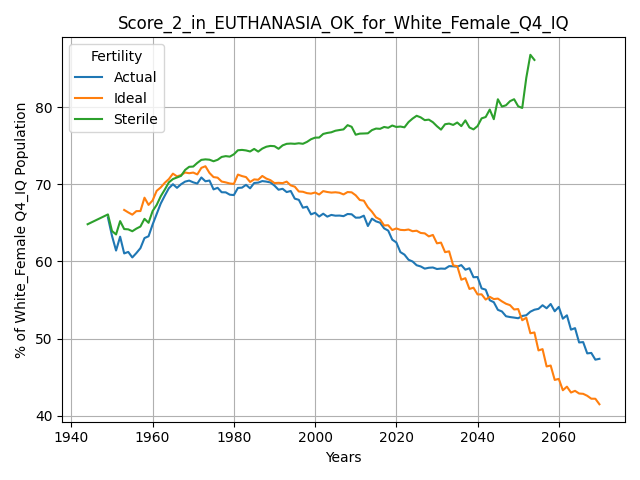 Score_2_in_EUTHANASIA_OK_for_White_Female_Q4_IQ
Fertility
Actual
Ideal
Sterile
% of White_Female Q4_IQ Population
80
70
60
50
40
1940
1960
1980
2000
2020
2040
2060
Years